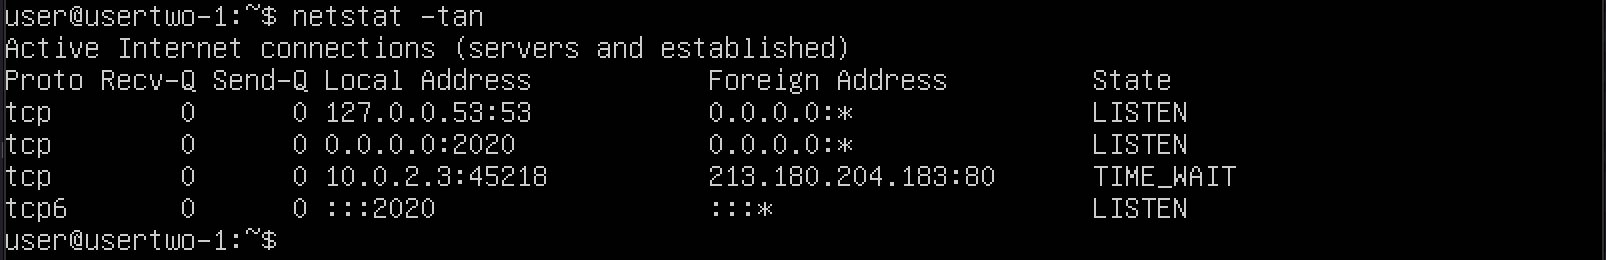 user@usertwo-1:~$ netstat -tan
Active Internet connections (servers and established)
Proto Recv-Q Send-Q Local Address           Foreign Address         State
tcp        0      0 127.0.0.53:53           0.0.0.0:*               LISTEN
tcp        0      0 0.0.0.0:2020            0.0.0.0:*               LISTEN
tcp        0      0 10.0.2.3:45218          213.180.204.183:80      TIME_WAIT
tcp6       0      0 :::2020                 :::*                    LISTEN
user@usertwo-1:~$